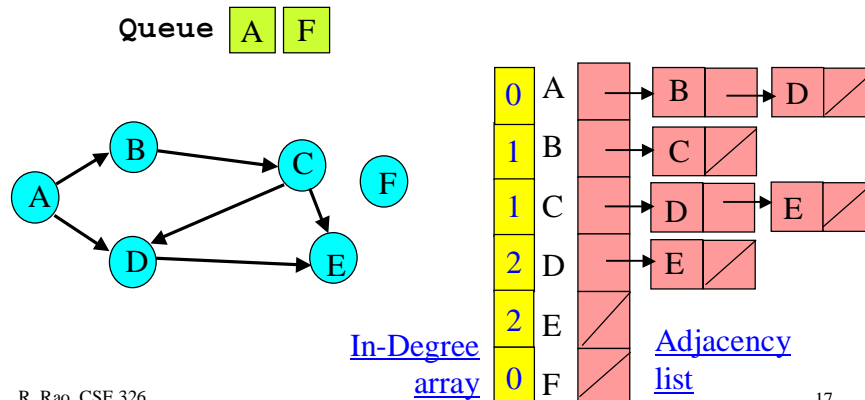 Queue A F
0 A B D
B
1 B C
C
A F
1 C D E
D E
2 D E
2 E
In-Degree array
Adjacency list
0 F
R. Rao, CSE 326
17